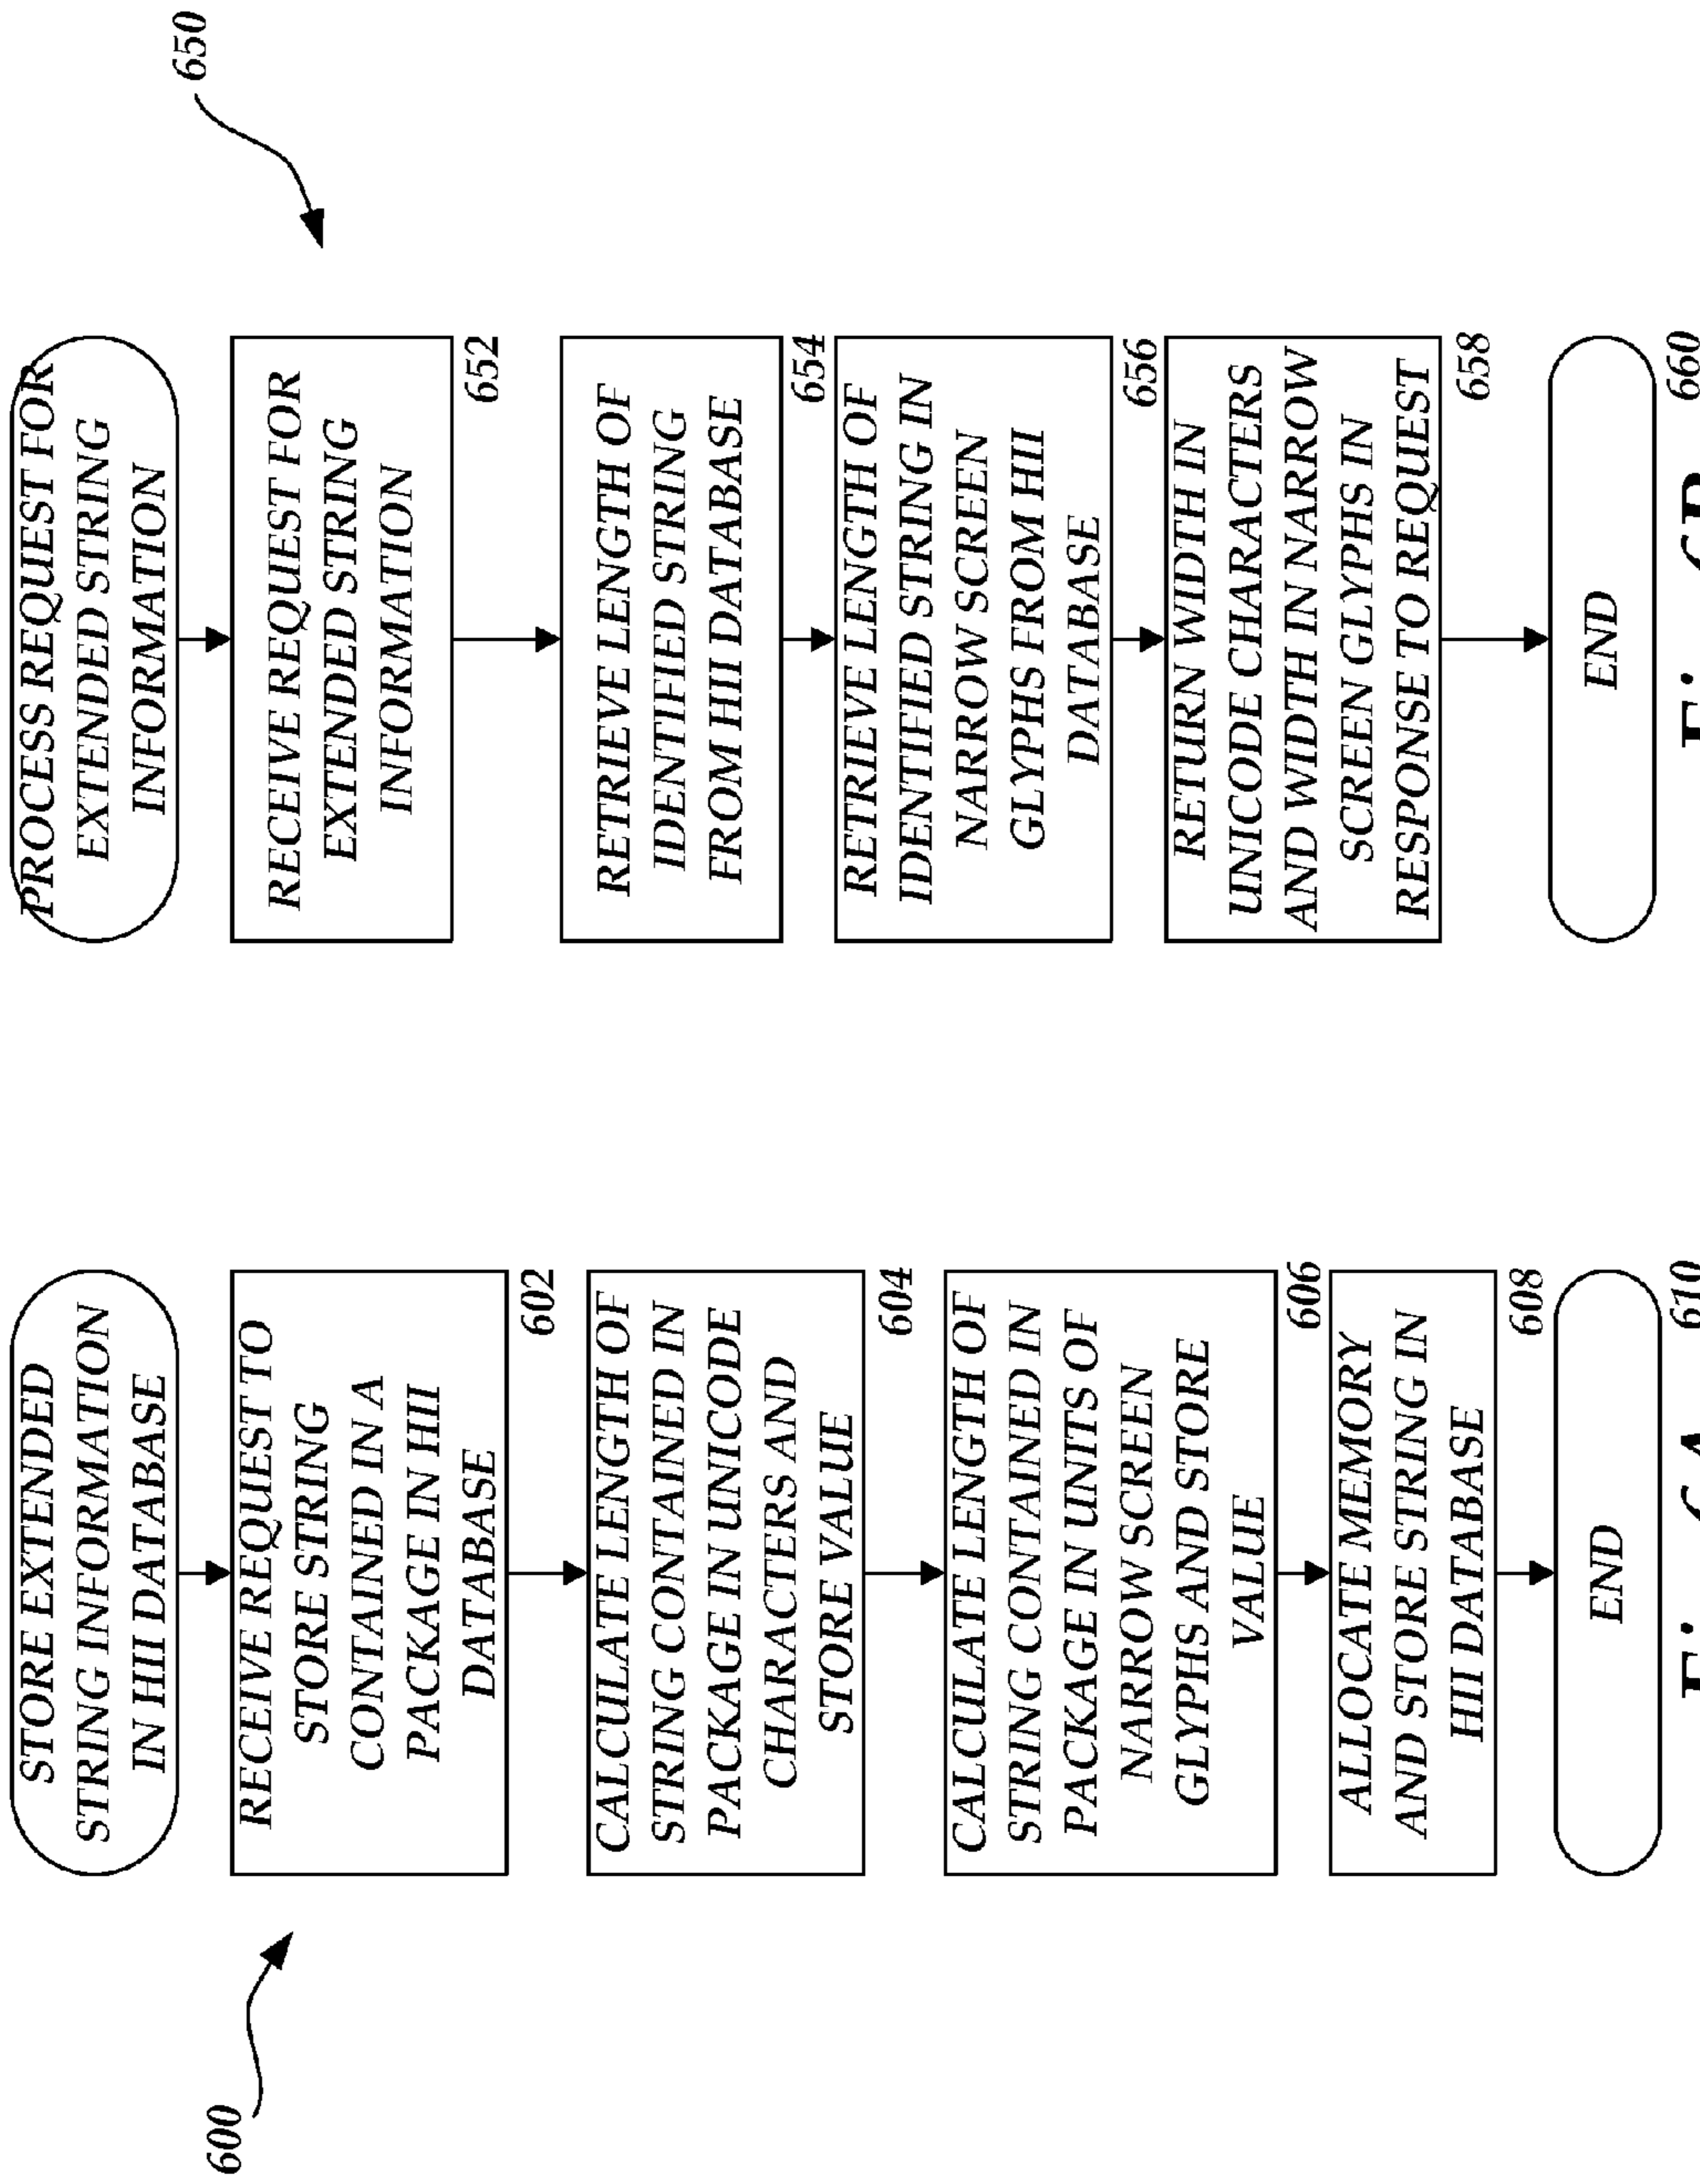 600
STORE EXTENDED
STRING INFORMATION
IN HII DATABASE
RECEIVE REQUEST TO
STORE STRING
CONTAINED IN A
PACKAGE IN HII
DATABASE
602
CALCULATE LENGTH OF
STRING CONTAINED IN
PACKAGE IN UNICODE
CHARACTERS AND
STORE VALUE
604
CALCULATE LENGTH OF
STRING CONTAINED IN
PACKAGE IN UNITS OF
NARROW SCREEN
GLYPHS AND STORE
VALUE
606
ALLOCATE MEMORY
AND STORE STRING IN
HII DATABASE
608
END
610
650
PROCESS REQUEST FOR
EXTENDED STRING
INFORMATION
RECEIVE REQUEST FOR
EXTENDED STRING
INFORMATION
652
RETRIEVE LENGTH OF
IDENTIFIED STRING
FROM HII DATABASE
654
RETRIEVE LENGTH OF
IDENTIFIED STRING IN
NARROW SCREEN
GLYPHS FROM HII
DATABASE
656
RETURN WIDTH IN
UNICODE CHARACTERS
AND WIDTH IN NARROW
SCREEN GLYPHS IN
RESPONSE TO REQUEST
658
END
660